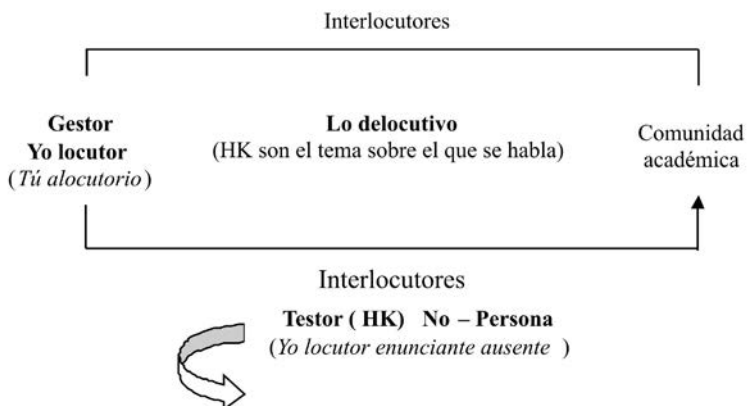 Interlocutores
Gestor
Yo locutor
(Tú alocutorio)
Lo delocutivo
(HK son el tema sobre el que se habla)
Comunidad
académica
Interlocutores
Testor ( HK) No – Persona
(Yo locutor enunciante ausente )